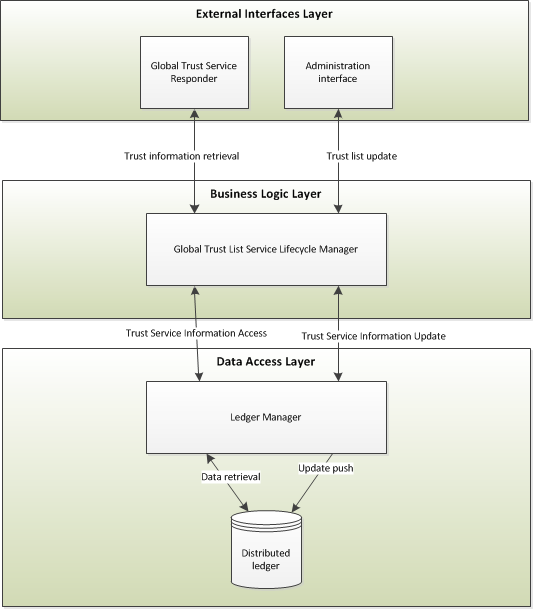 External Interfaces Layer
Global Trust Service
Responder
Administration
interface
Trust information retrieval
Trust list update
Business Logic Layer
Global Trust List Service Lifecycle Manager
Trust Service Information Access
Trust Service Information Update
Data Access Layer
Ledger Manager
Data retrieval
Update push
Distributed
ledger